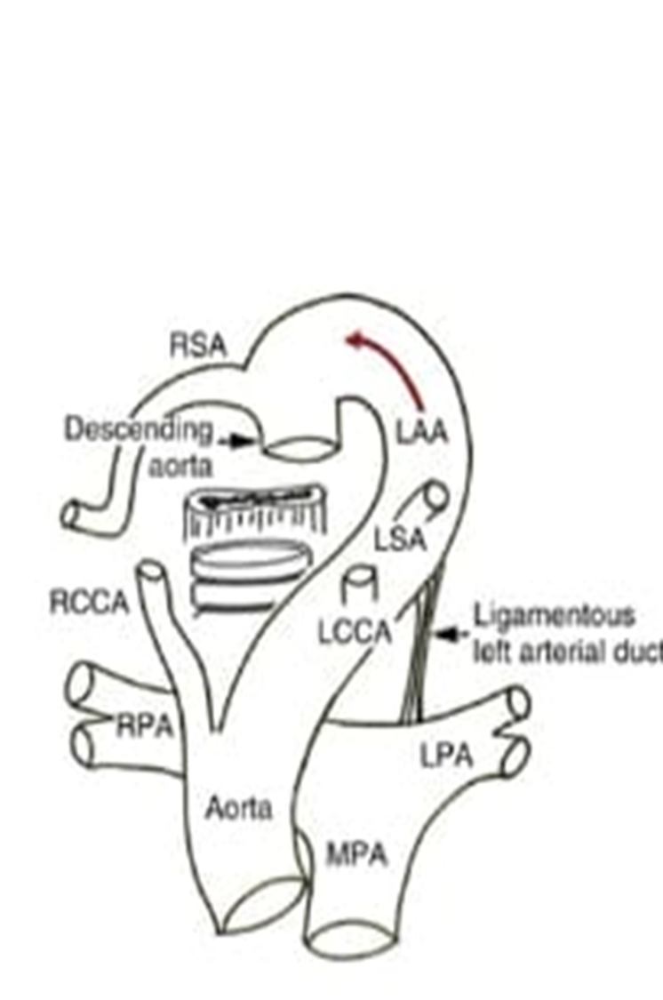 RSA
Descending
aorta
LAA
LSA
RCCA
LCCA
Ligamentous
left arterial duct
RPA
LPA
Aorta
MPA